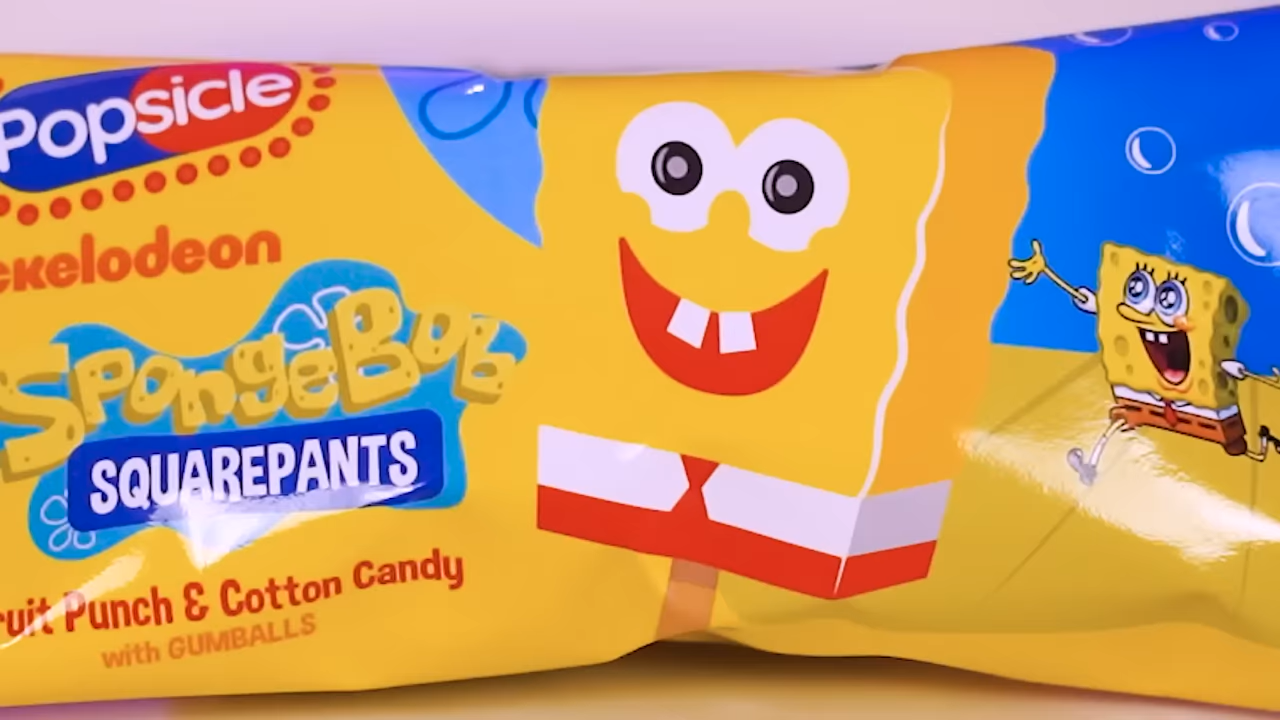 Popsicle
ckelodeon
SpongeBob
SQUAREPANTS
ruit Punch & Cotton Candy
with GUMBALLS